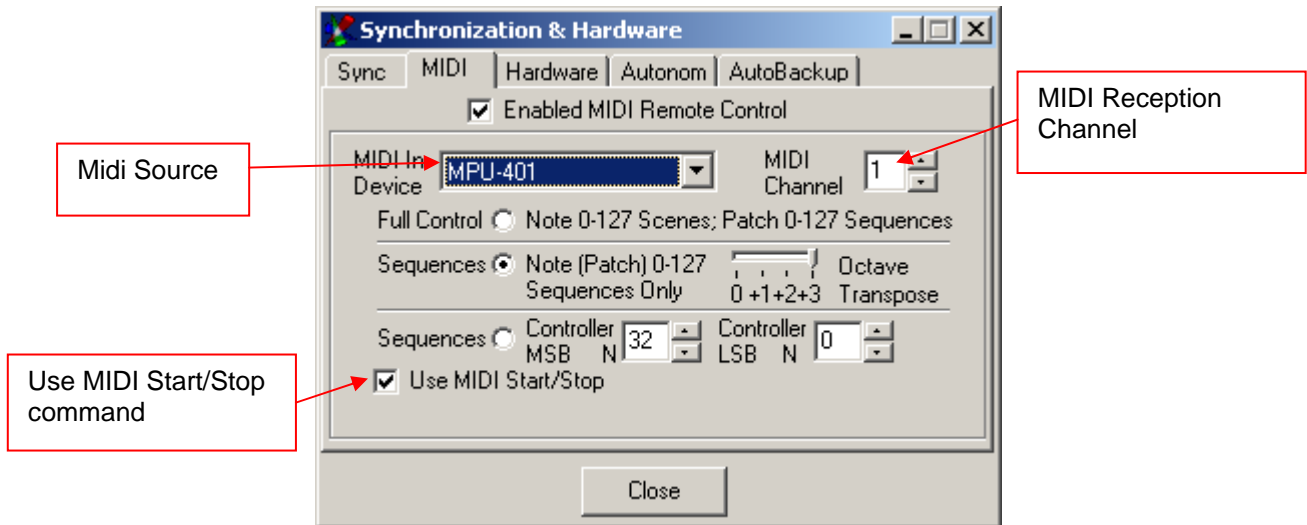 Synchronization & Hardware
Sync MIDI Hardware Autonom AutoBackup
Enabled MIDI Remote Control
MIDI Reception
Channel
Midi Source
MIDI In
Device
MPU-401
MIDI
Channel
1
Full Control Note 0-127 Scenes; Patch 0-127 Sequences
Sequences Note (Patch) 0-127
Sequences Only
0 +1+2+3
Octave
Transpose
Sequences Controller
MSB N
32
Controller
LSB N
0
Use MIDI Start/Stop
command
Use MIDI Start/Stop
Close